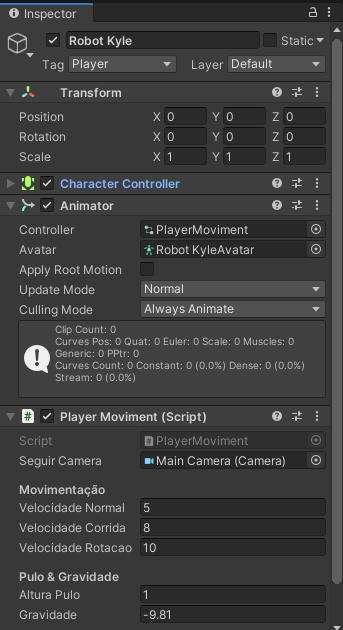 Inspector
Robot Kyle
Static
Tag Player Layer Default
Transform
Position X 0 Y 0 Z 0
Rotation X 0 Y 0 Z 0
Scale X 1 Y 1 Z 1
Character Controller
Animator
Controller PlayerMoviment
Avatar Robot KyleAvatar
Apply Root Motion
Update Mode Normal
Culling Mode Always Animate
Clip Count: 0
Curves Pos: 0 Quat: 0 Euler: 0 Scale: 0 Muscles: 0
Generic: 0 PPtr: 0
Curves Count: 0 Constant: 0 (0.0%) Dense: 0 (0.0%)
Stream: 0 (0.0%)
Player Moviment (Script)
Script PlayerMoviment
Seguir Camera Main Camera (Camera)
Movimentação
Velocidade Normal 5
Velocidade Corrida 8
Velocidade Rotacao 10
Pulo & Gravidade
Altura Pulo 1
Gravidade -9.81